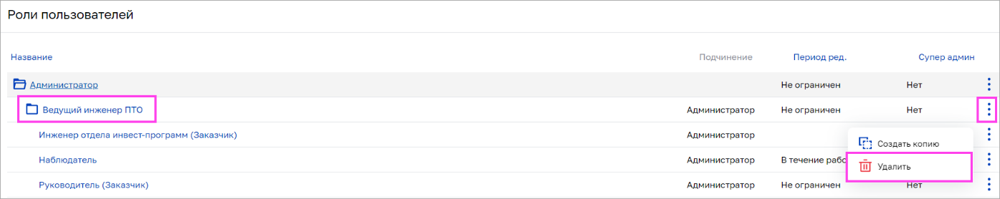 Роли пользователей
Название Подчинение Период ред. Супер админ
Администратор Не ограничен Нет
Ведущий инженер ПТО Администратор Не ограничен Нет
Инженер отдела инвест-программ (Заказчик) Администратор
Создать копию
Наблюдатель Администратор В течение рабо
Удалить
Руководитель (Заказчик) Администратор Не ограничен Нет